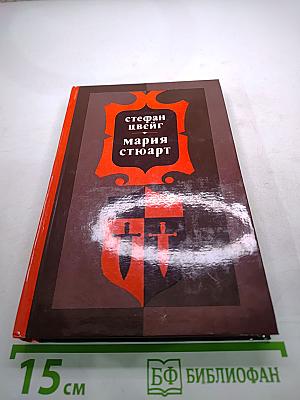 стефан
цвейг
мария
стюарт
15 см
БФ БИБЛИОФАН